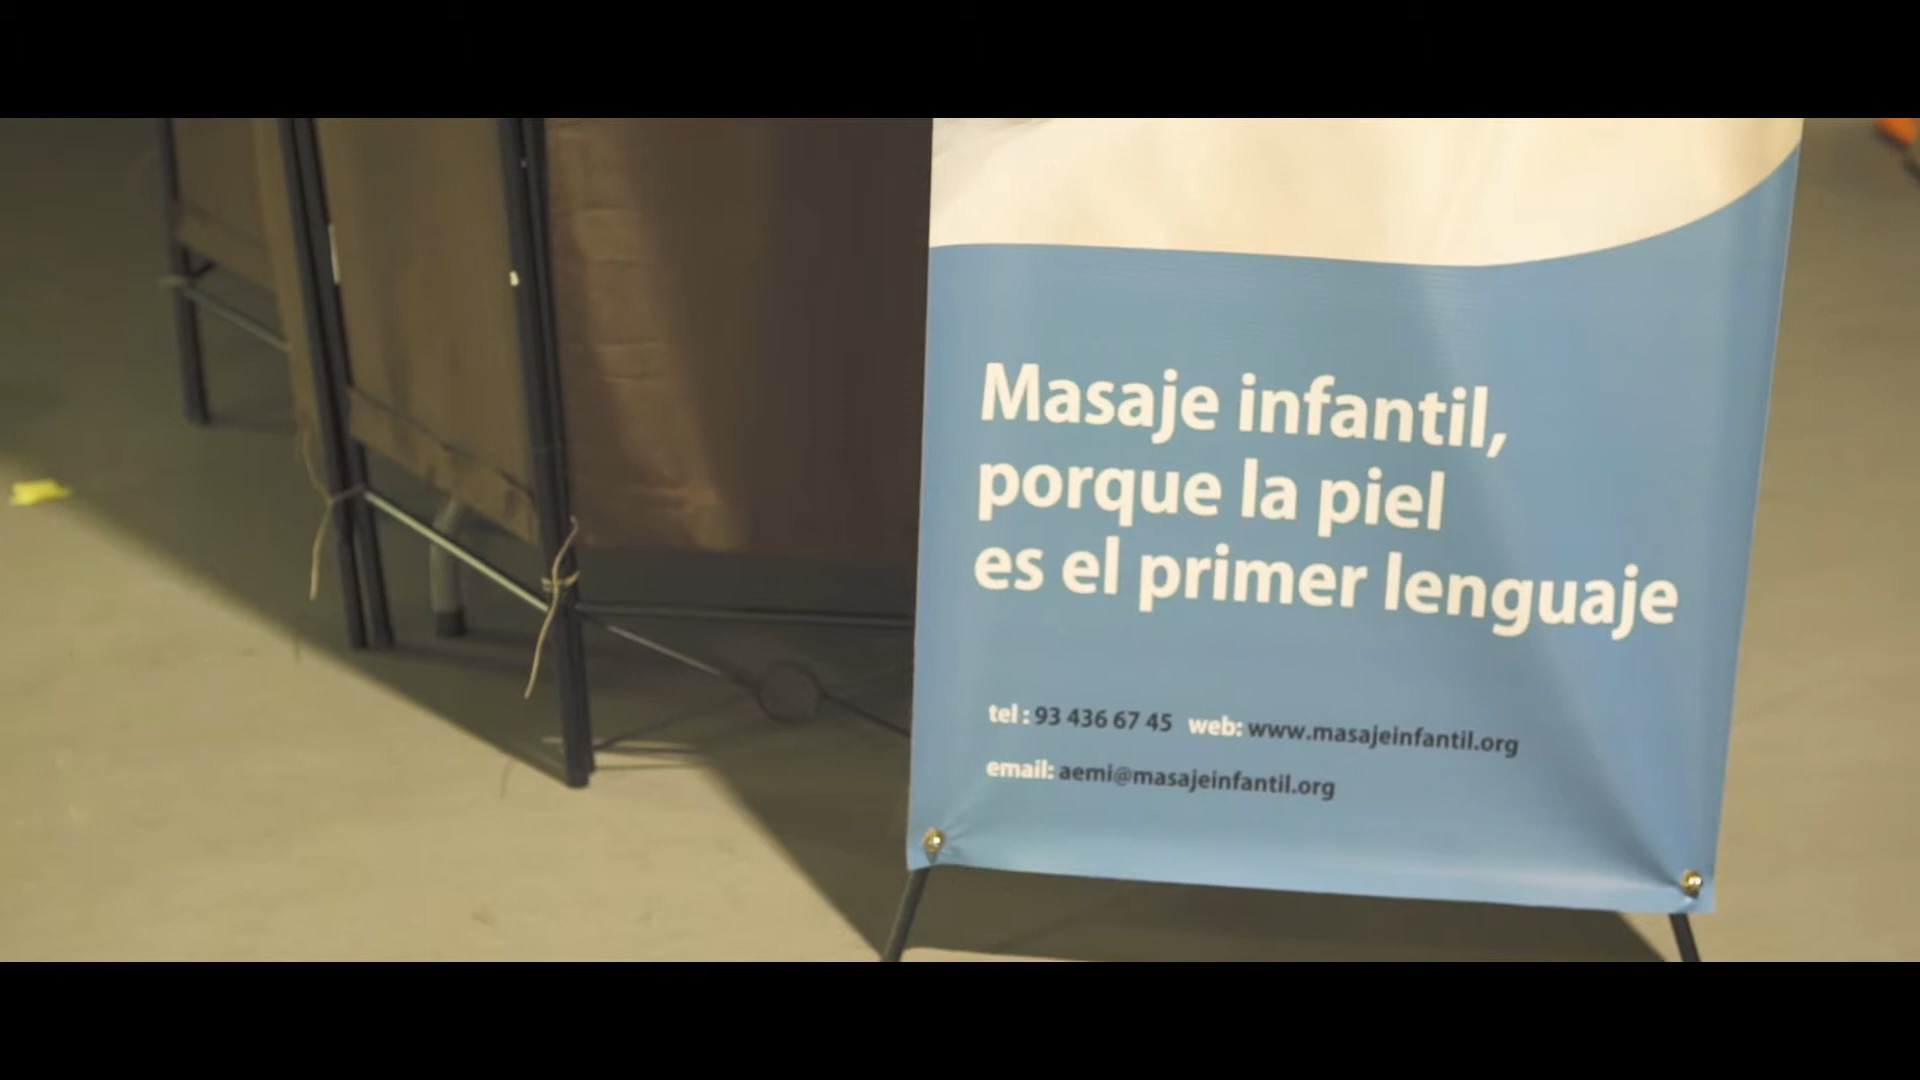 Masaje infantil,
porque la piel
es el primer lenguaje
tel : 93 436 67 45 web: www.masajeinfantil.org
email: aemi@masajeinfantil.org